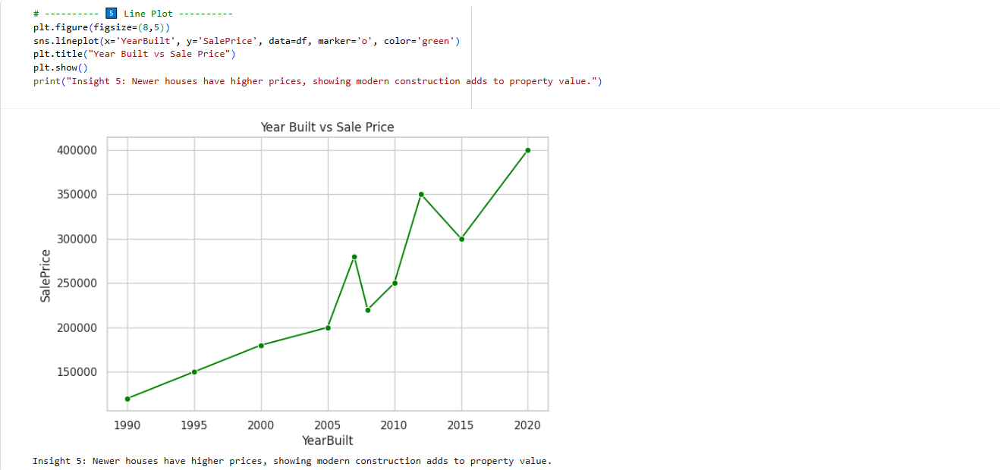 # ---------- 5 Line Plot ----------
plt.figure(figsize=(8,5))
sns.lineplot(x='YearBuilt', y='SalePrice', data=df, marker='o', color='green')
plt.title("Year Built vs Sale Price")
plt.show()
print("Insight 5: Newer houses have higher prices, showing modern construction adds to property value.")
Year Built vs Sale Price
400000
350000
300000
250000
200000
150000
SalePrice
1990 1995 2000 2005 2010 2015 2020
YearBuilt
Insight 5: Newer houses have higher prices, showing modern construction adds to property value.